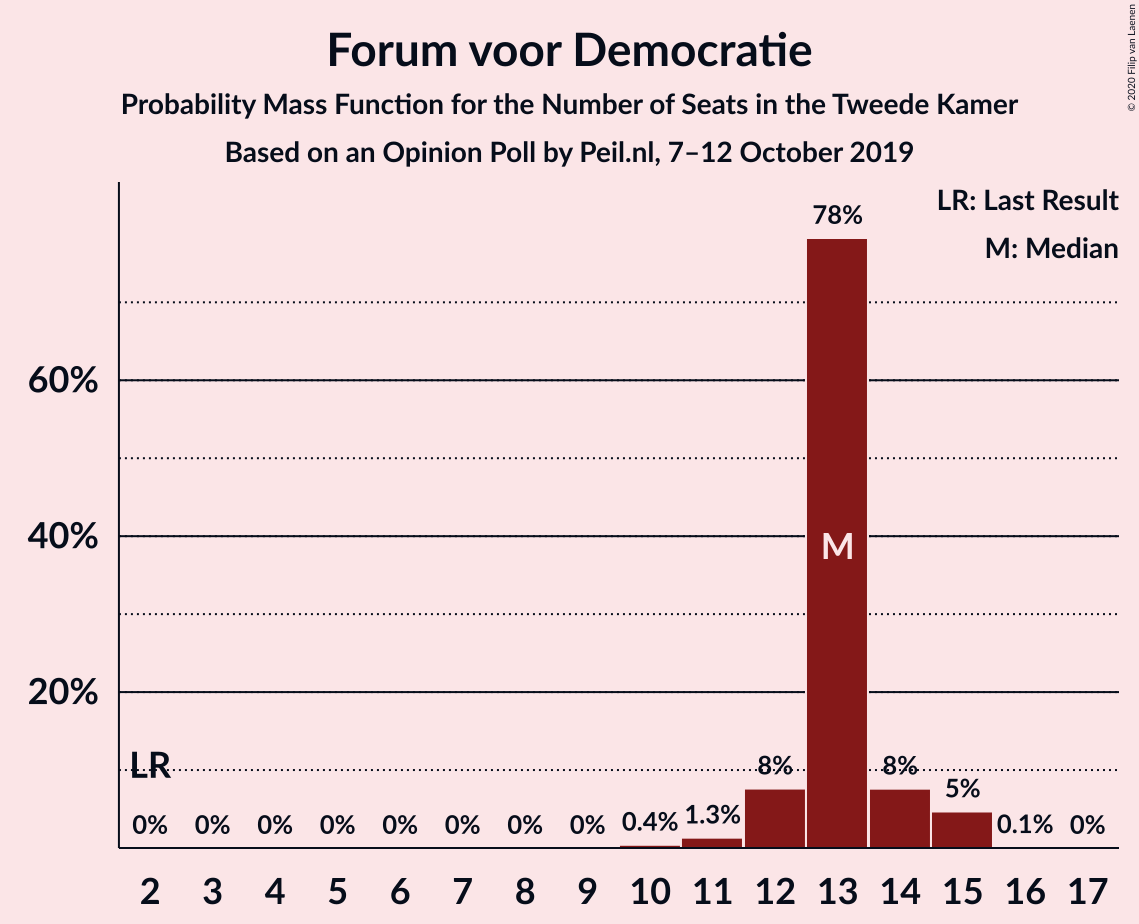 Forum voor Democratie
Probability Mass Function for the Number of Seats in the Tweede Kamer
Based on an Opinion Poll by Peil.nl, 7–12 October 2019
© 2020 Filip van Laenen
LR: Last Result
M: Median
78%
60%
40%
M
20%
LR
8%
8%
5%
0%
0%
0%
0%
0%
0%
0%
0%
0.4%
1.3%
0.1%
0%
2 3 4 5 6 7 8 9 10 11 12 13 14 15 16 17